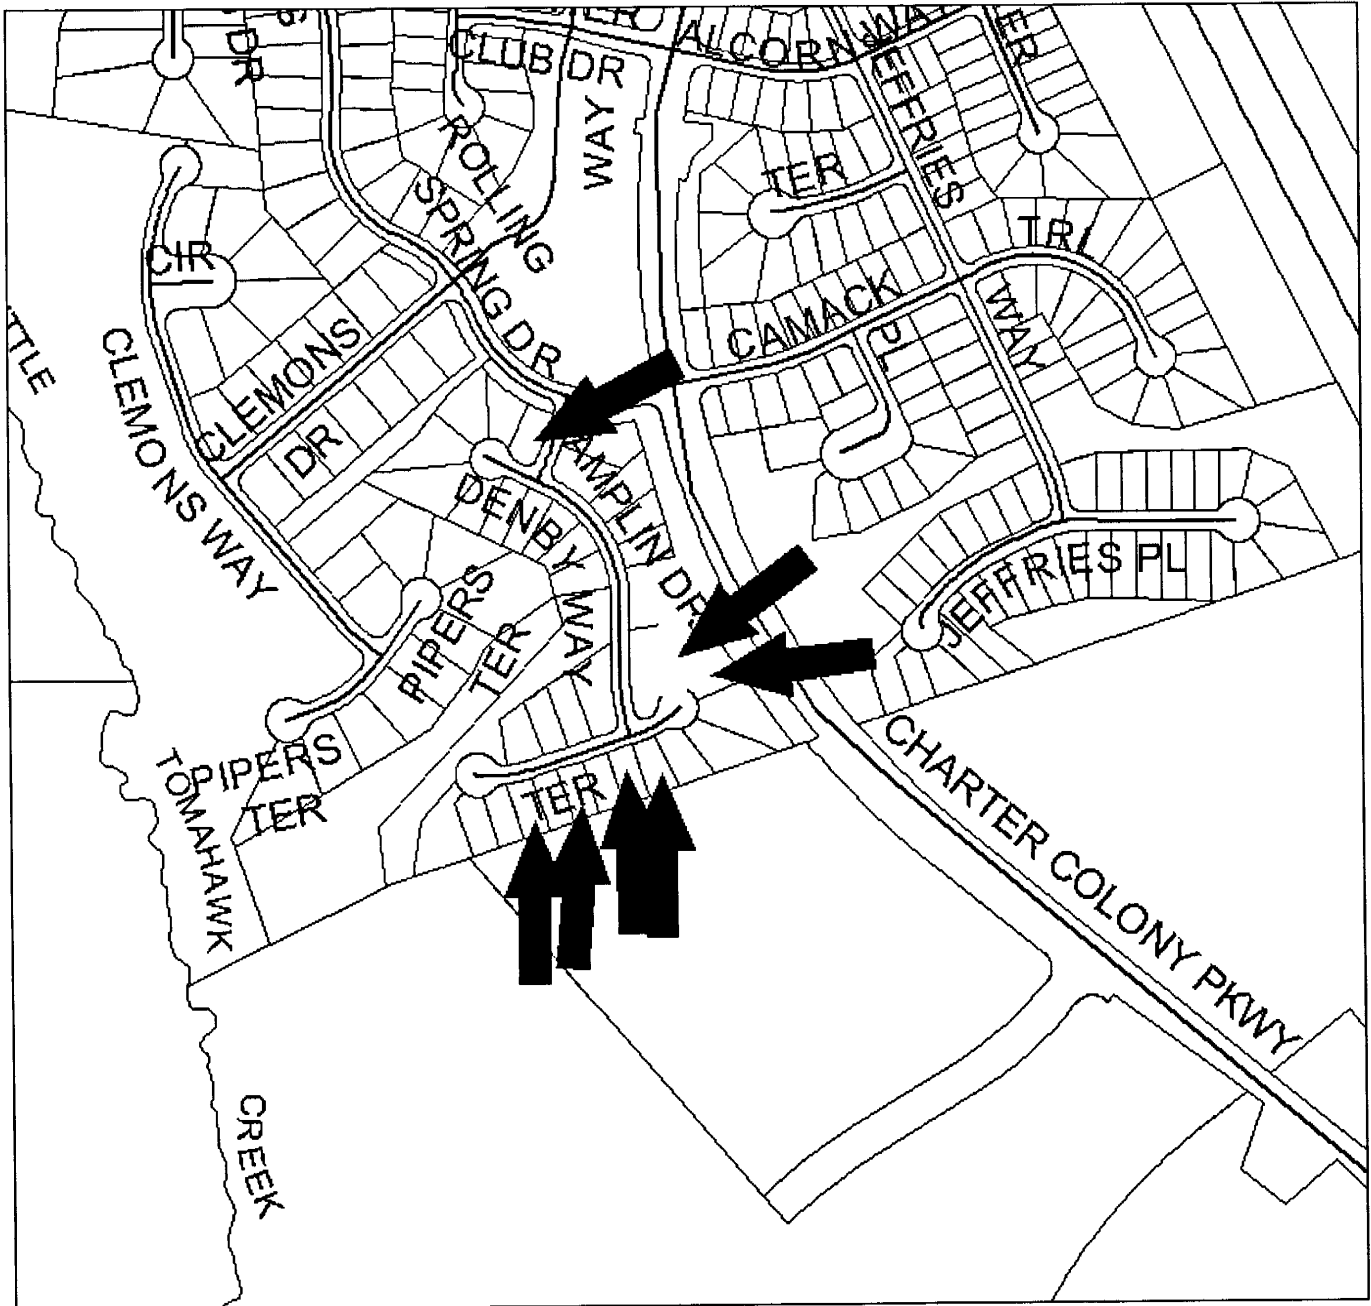 DR
CLUB DR
ALCORN WAY
JEFFRIES
WAY
ER
ROLLING
WAY
TER
SPRING DR
TRL
CIR
CAMACK
PL
CLEMONS
DR
CLEMONS WAY
TTLE
AMPLIN DR
DENBY WAY
JEFFRIES PL
PIPERS
TER
PIPERS
TER
TER
TOMAHAWK
CREEK
CHARTER COLONY PKWY